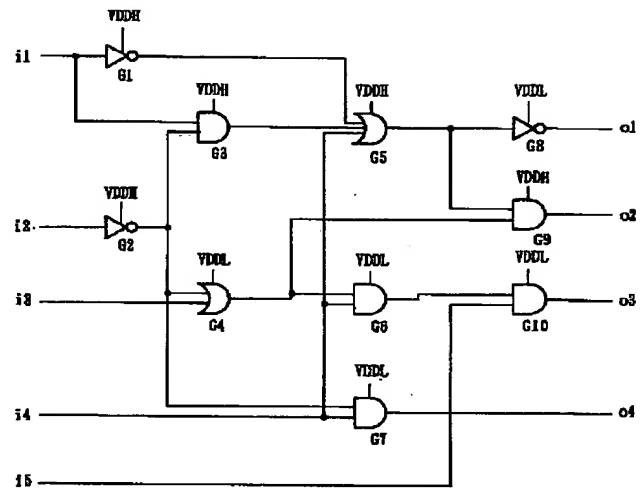 VDDH
i1
G1
VDDH
G3
VDDH
G5
VDDL
G8
o1
VDDH
G9
o2
i2
VDDH
G2
VDDL
G4
i3
VDDL
G6
VDDL
G10
o3
VDDL
G7
i4
o4
i5